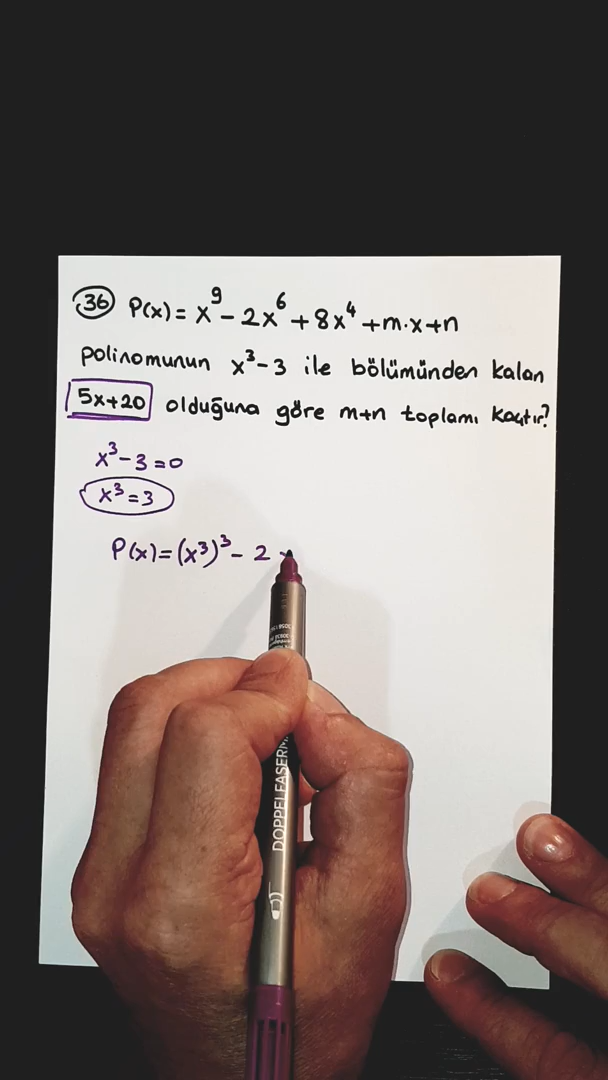 36 P(x) = x⁹ - 2x⁶ + 8x⁴ + m.x+n
polinomunun x³-3 ile bölümünden kalan
5x+20 olduğuna göre m+n toplamı kaçtır?
x³-3=0
x³=3
P(x)=(x³)³- 2
DOPPELFASERM